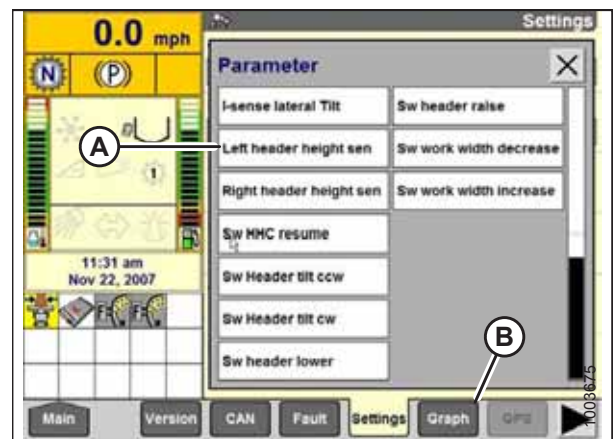 0.0 mph
Settings
N
(P)
Parameter
X
I-sense lateral Tilt
Sw header raise
A
Left header height sen
Sw work width decrease
1
Right header height sen
Sw work width increase
Sw HHC resume
11:31 am
Nov 22, 2007
Sw Header tilt ccw
Sw Header tilt cw
B
Sw header lower
1003675
Main
Version
CAN
Fault
Settings
Graph
GPS